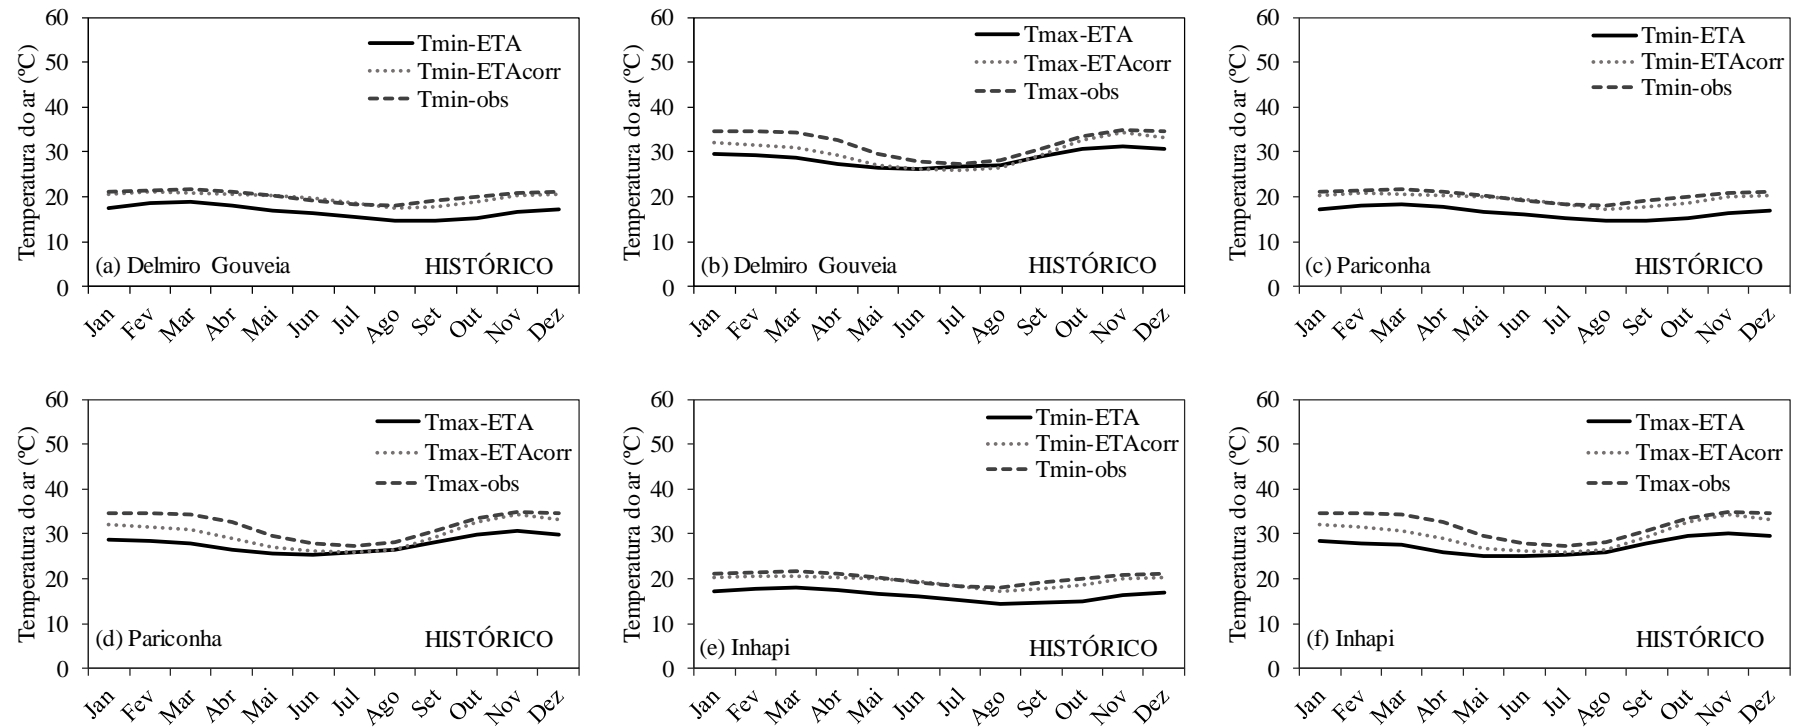 Temperatura do ar (ºC)
60
50
40
30
20
10
0
Tmin-ETA
Tmin-ETAcorr
Tmin-obs
(a) Delmiro Gouveia
HISTÓRICO
Jan Fev Mar Abr Mai Jun Jul Ago Set Out Nov Dez
Temperatura do ar (ºC)
60
50
40
30
20
10
0
Tmax-ETA
Tmax-ETAcorr
Tmax-obs
(b) Delmiro Gouveia
HISTÓRICO
Jan Fev Mar Abr Mai Jun Jul Ago Set Out Nov Dez
Temperatura do ar (ºC)
60
50
40
30
20
10
0
Tmin-ETA
Tmin-ETAcorr
Tmin-obs
(c) Pariconha
HISTÓRICO
Jan Fev Mar Abr Mai Jun Jul Ago Set Out Nov Dez
Temperatura do ar (ºC)
60
50
40
30
20
10
0
Tmax-ETA
Tmax-ETAcorr
Tmax-obs
(d) Pariconha
HISTÓRICO
Jan Fev Mar Abr Mai Jun Jul Ago Set Out Nov Dez
Temperatura do ar (ºC)
60
50
40
30
20
10
0
Tmin-ETA
Tmin-ETAcorr
Tmin-obs
(e) Inhapi
HISTÓRICO
Jan Fev Mar Abr Mai Jun Jul Ago Set Out Nov Dez
Temperatura do ar (ºC)
60
50
40
30
20
10
0
Tmax-ETA
Tmax-ETAcorr
Tmax-obs
(f) Inhapi
HISTÓRICO
Jan Fev Mar Abr Mai Jun Jul Ago Set Out Nov Dez